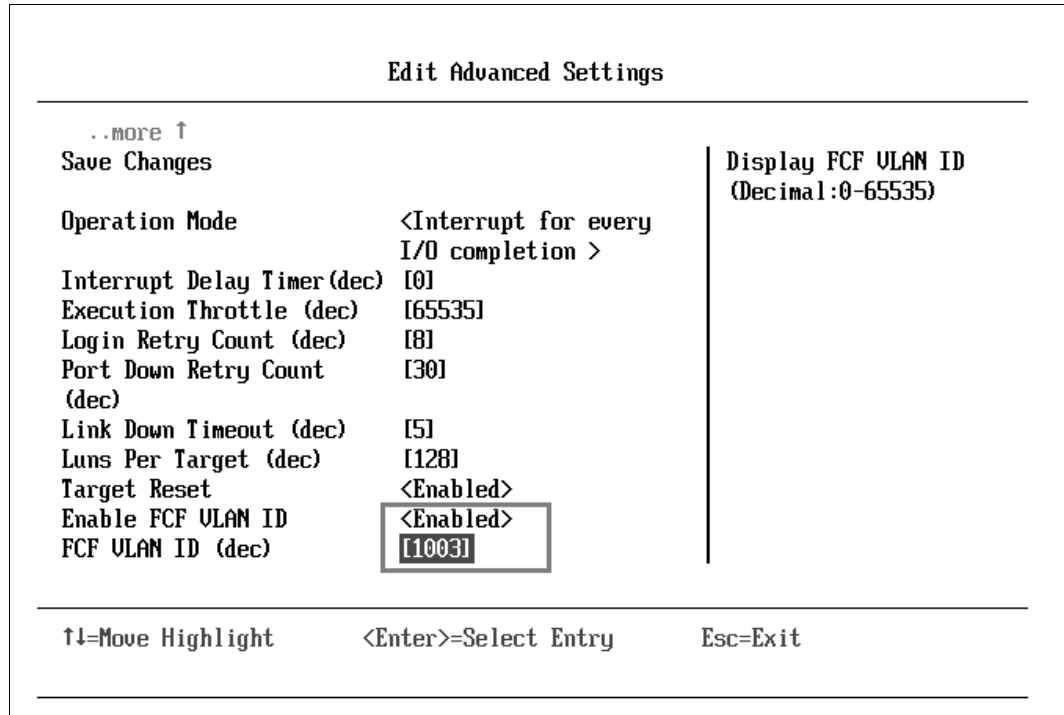 Edit Advanced Settings
..more ↑
Save Changes
Display FCF VLAN ID
(Decimal:0-65535)
Operation Mode <Interrupt for every
I/O completion >
Interrupt Delay Timer(dec) [0]
Execution Throttle (dec) [65535]
Login Retry Count (dec) [8]
Port Down Retry Count [30]
(dec)
Link Down Timeout (dec) [5]
Luns Per Target (dec) [128]
Target Reset <Enabled>
Enable FCF VLAN ID <Enabled>
FCF VLAN ID (dec) [1003]
↑↓=Move Highlight <Enter>=Select Entry Esc=Exit